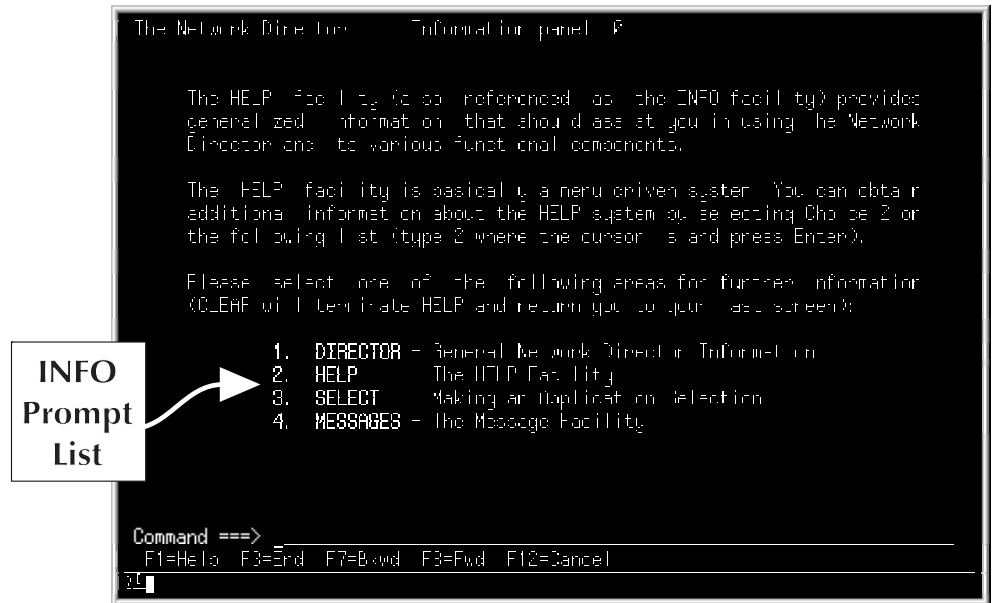 The Network Director Information panel
The HELP facility (also referenced as the INFO facility) provides
generalized information that should assist you in using the Network
Director and its various functional components.
The HELP facility is basically a menu driven system. You can obtain
additional information about the HELP system by selecting Choice 2 on
the following list (type 2 where the cursor is and press Enter).
Please select one of the following areas for further information
(CLEAR will terminate HELP and return you to your last screen):
1. DIRECTOR - General Network Director Information
2. HELP The HELP Facility
3. SELECT Making an Application Selection
4. MESSAGES - The Message Facility
INFO
Prompt
List
Command ===> _
F1=Help F3=End F7=Bkwd F8=Fwd F12=Cancel